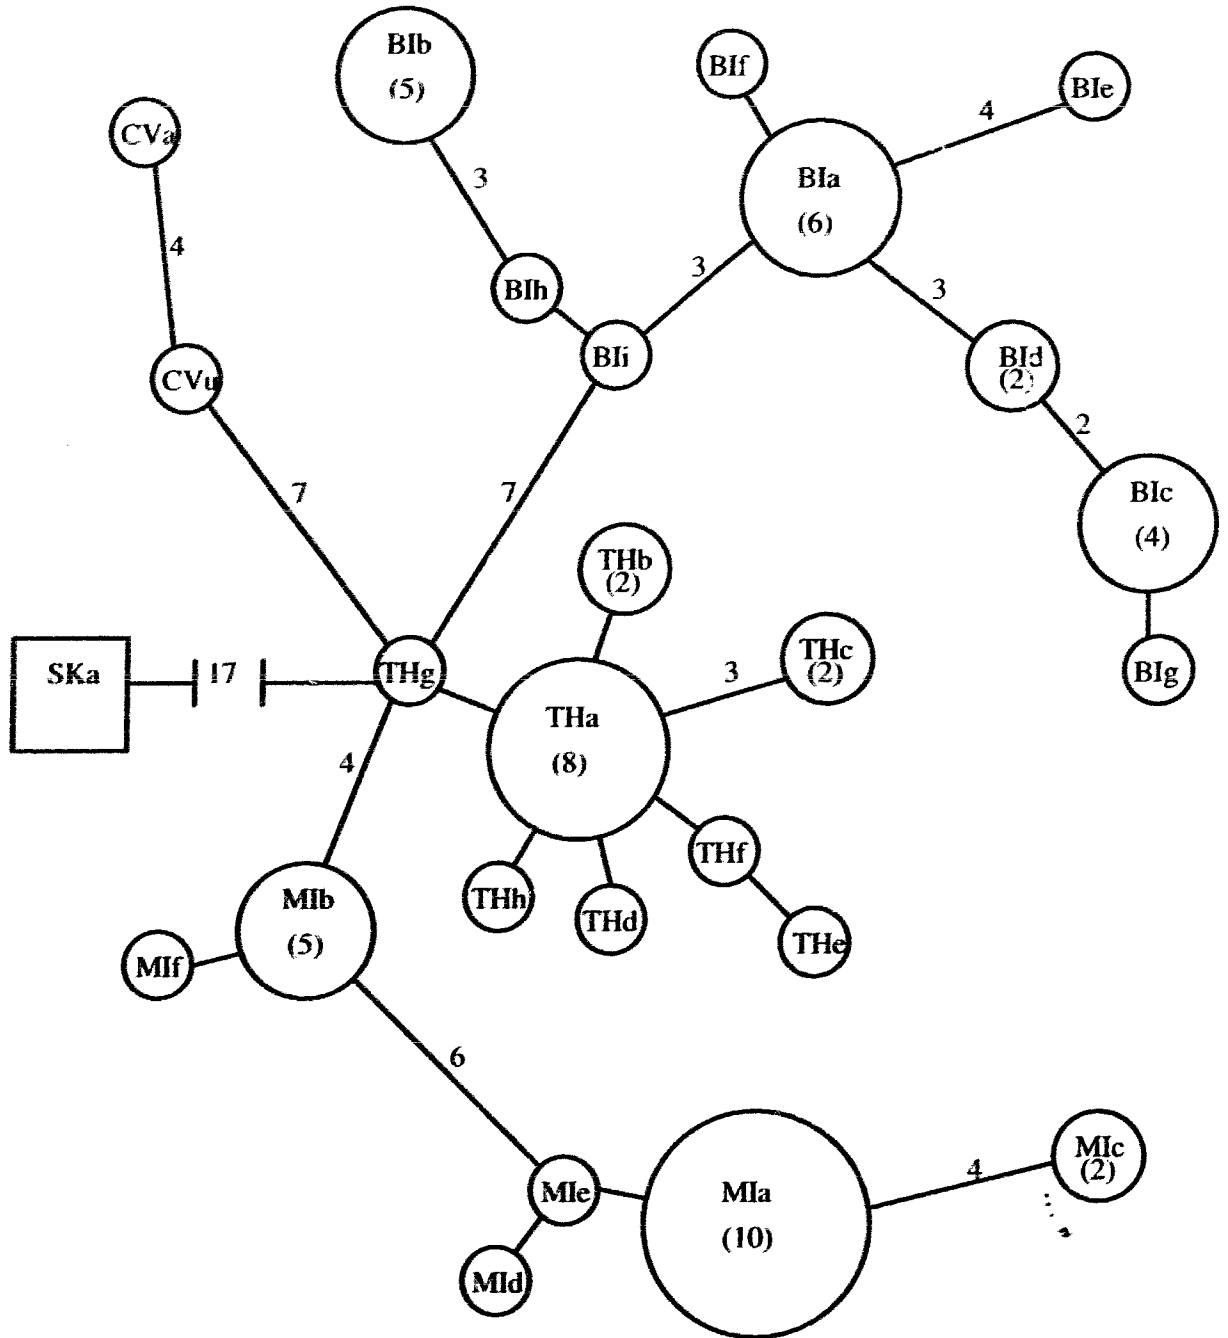 BIb
(5)
BIf
BIe
4
CVa
BIa
(6)
3
4
BIh
3
3
BIi
BId
(2)
CVu
2
7
7
BIc
(4)
THb
(2)
SKa
17
THg
3
THc
(2)
BIg
THa
(8)
4
THf
MIb
(5)
THh
THd
THe
MIf
6
MIe
MIa
(10)
4
MIc
(2)
MId